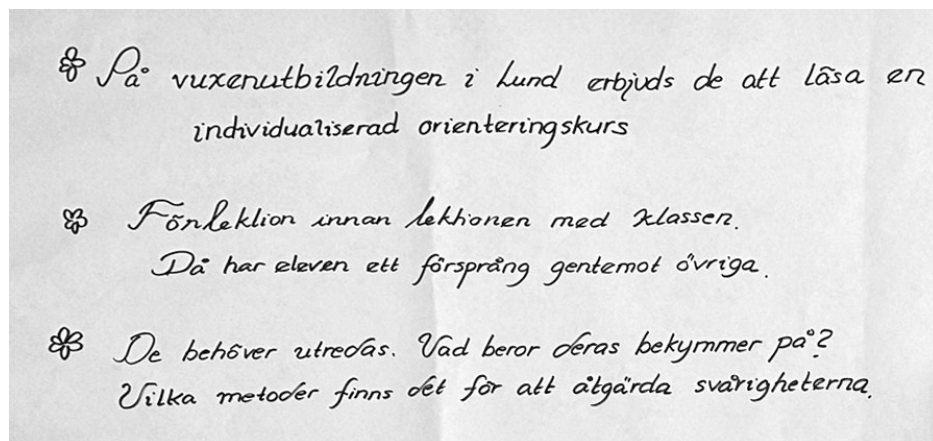 På vuxenutbildningen i Lund erbjuds de att läsa en
individualiserad orienteringskurs
Förlektion innan lektionen med klassen.
Då har eleven ett försprång gentemot övriga.
De behöver utredas. Vad beror deras bekymmer på?
Vilka metoder finns det för att åtgärda svårigheterna.